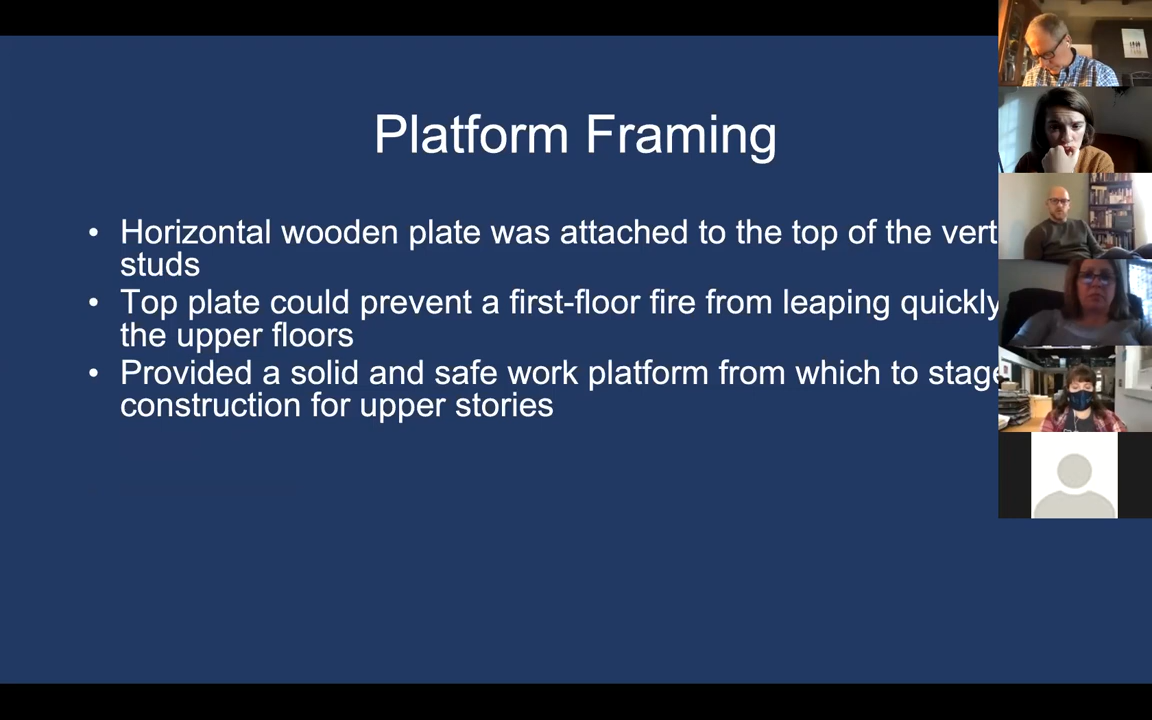 Platform Framing
• Horizontal wooden plate was attached to the top of the vert
studs
• Top plate could prevent a first-floor fire from leaping quickly
the upper floors
• Provided a solid and safe work platform from which to stage
construction for upper stories